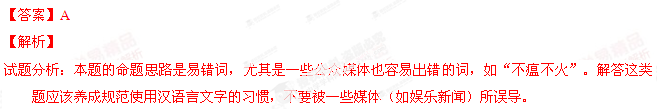 【答案】A
【解析】
试题分析：本题的命题思路是易错词，尤其是一些公众媒体也容易出错的词，如“不瘟不火”。解答这类
题应该养成规范使用汉语言文字的习惯，不要被一些媒体（如娱乐新闻）所误导。